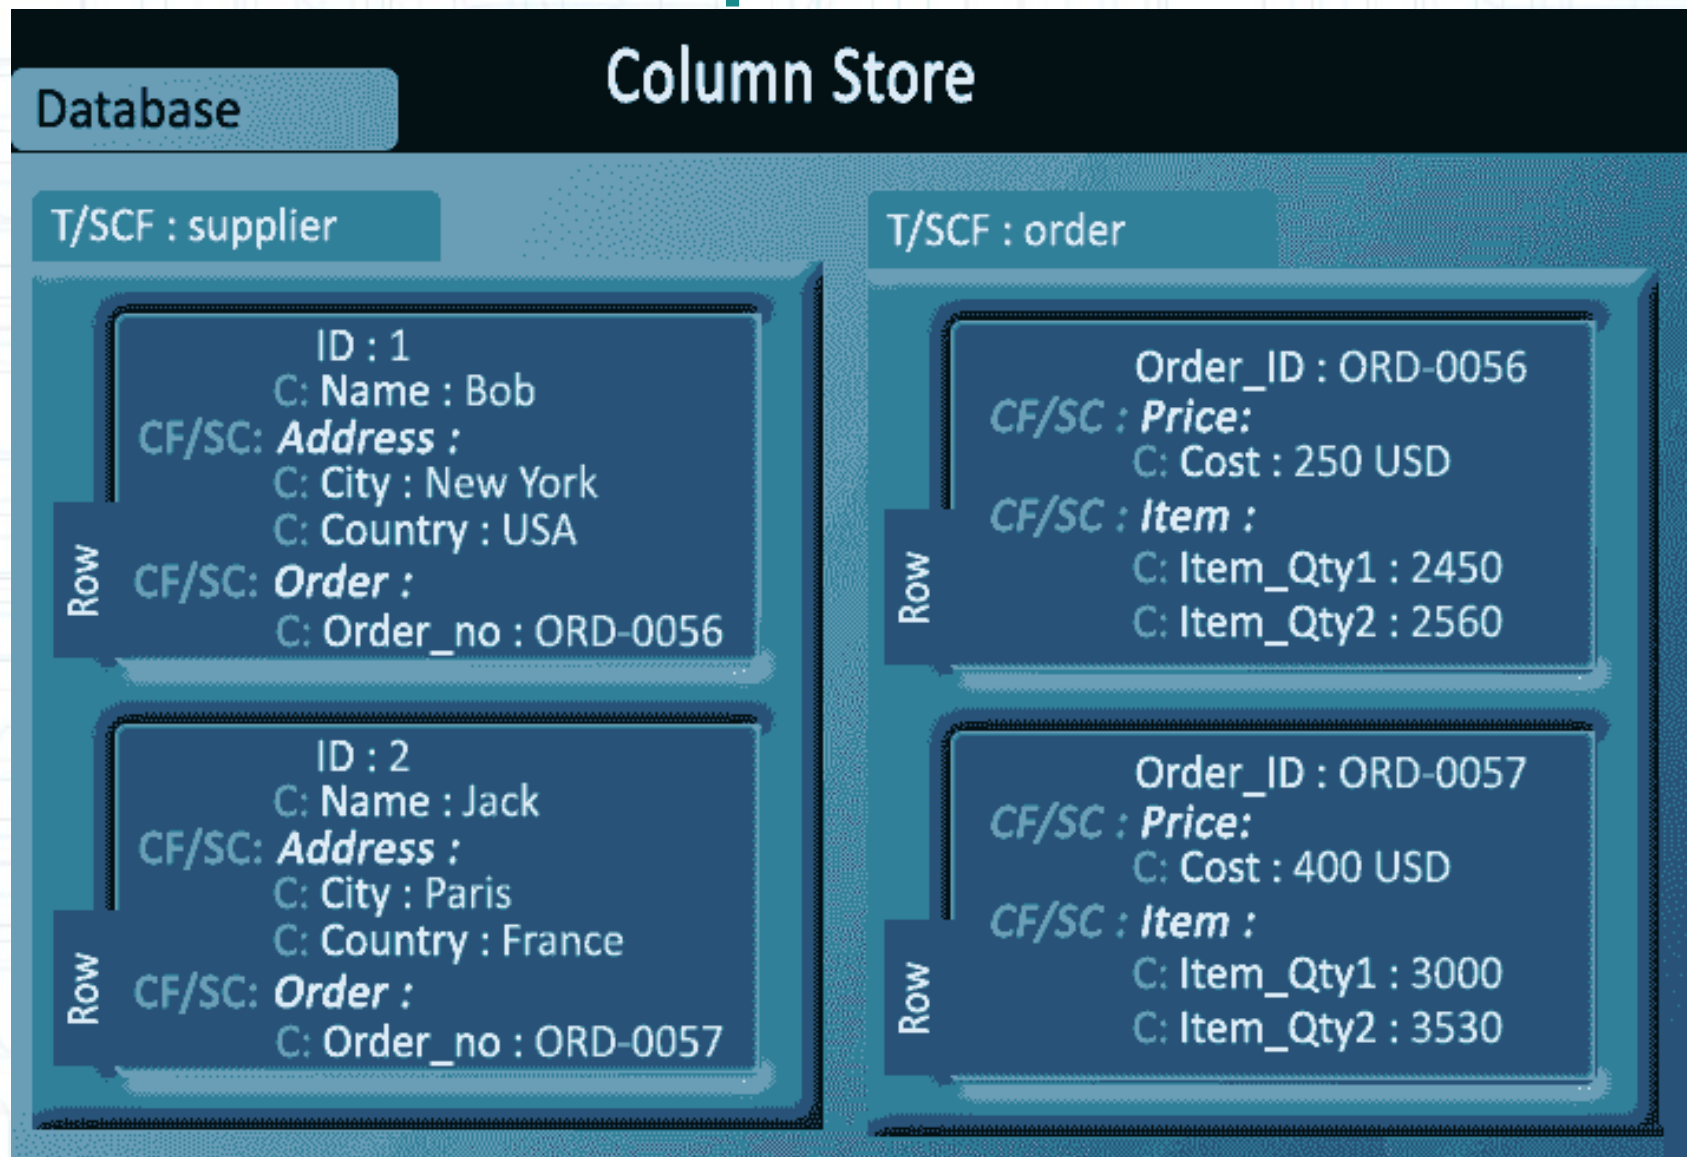 Column Store
Database
T/SCF : supplier
Row
ID : 1
C: Name : Bob
CF/SC: Address :
C: City : New York
C: Country : USA
CF/SC: Order :
C: Order_no : ORD-0056
Row
ID : 2
C: Name : Jack
CF/SC: Address :
C: City : Paris
C: Country : France
CF/SC: Order :
C: Order_no : ORD-0057
T/SCF : order
Row
Order_ID : ORD-0056
CF/SC : Price:
C: Cost : 250 USD
CF/SC : Item :
C: Item_Qty1 : 2450
C: Item_Qty2 : 2560
Row
Order_ID : ORD-0057
CF/SC : Price:
C: Cost : 400 USD
CF/SC : Item :
C: Item_Qty1 : 3000
C: Item_Qty2 : 3530